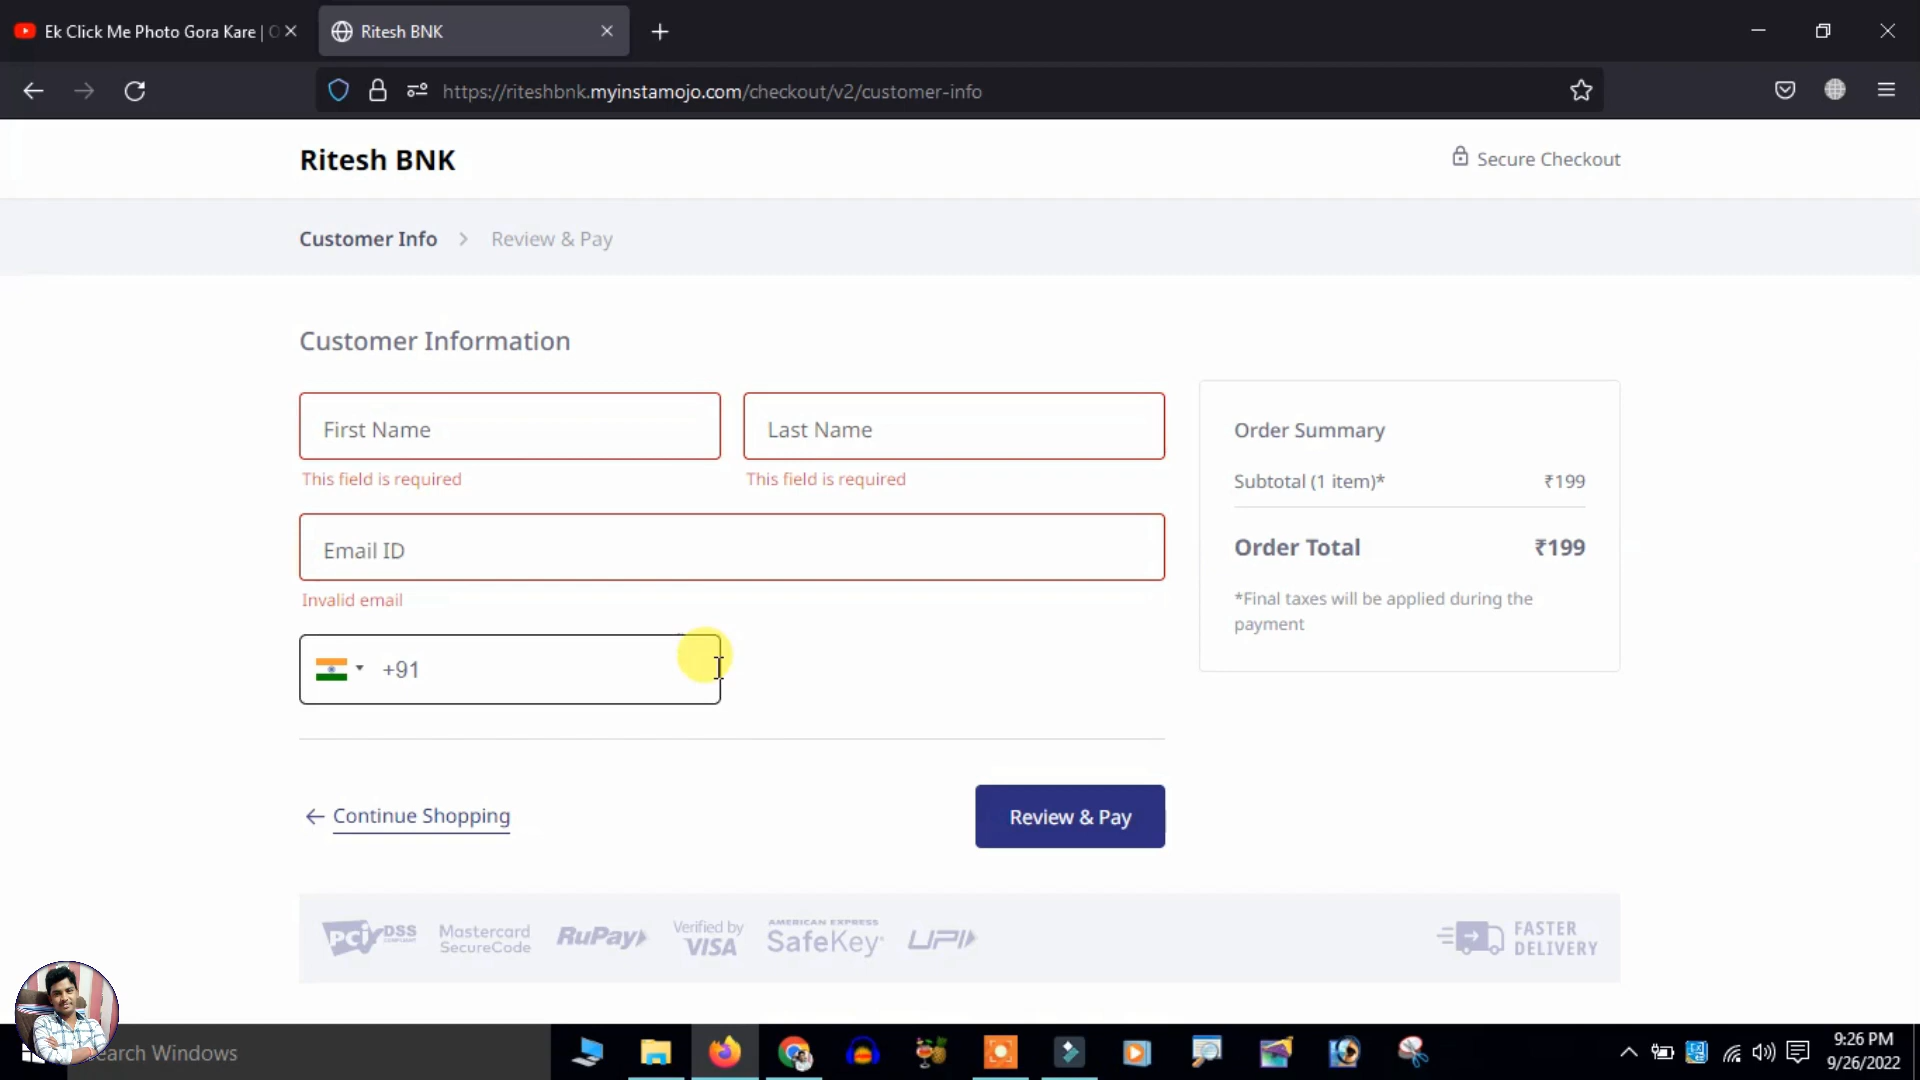 Ek Click Me Photo Gora Kare |
Ritesh BNK
https://riteshbnk.myinstamojo.com/checkout/v2/customer-info
Ritesh BNK
Secure Checkout
Customer Info
Review & Pay
Customer Information
First Name
Last Name
This field is required
This field is required
Email ID
Invalid email
+91
Order Summary
Subtotal (1 item)* ₹199
Order Total ₹199
*Final taxes will be applied during the
payment
Continue Shopping
Review & Pay
PCI DSS
COMPLIANT
Mastercard
SecureCode
RuPay
Verified by
VISA
AMERICAN EXPRESS
SafeKey
UPI
FASTER
DELIVERY
earch Windows
9:26 PM
9/26/2022